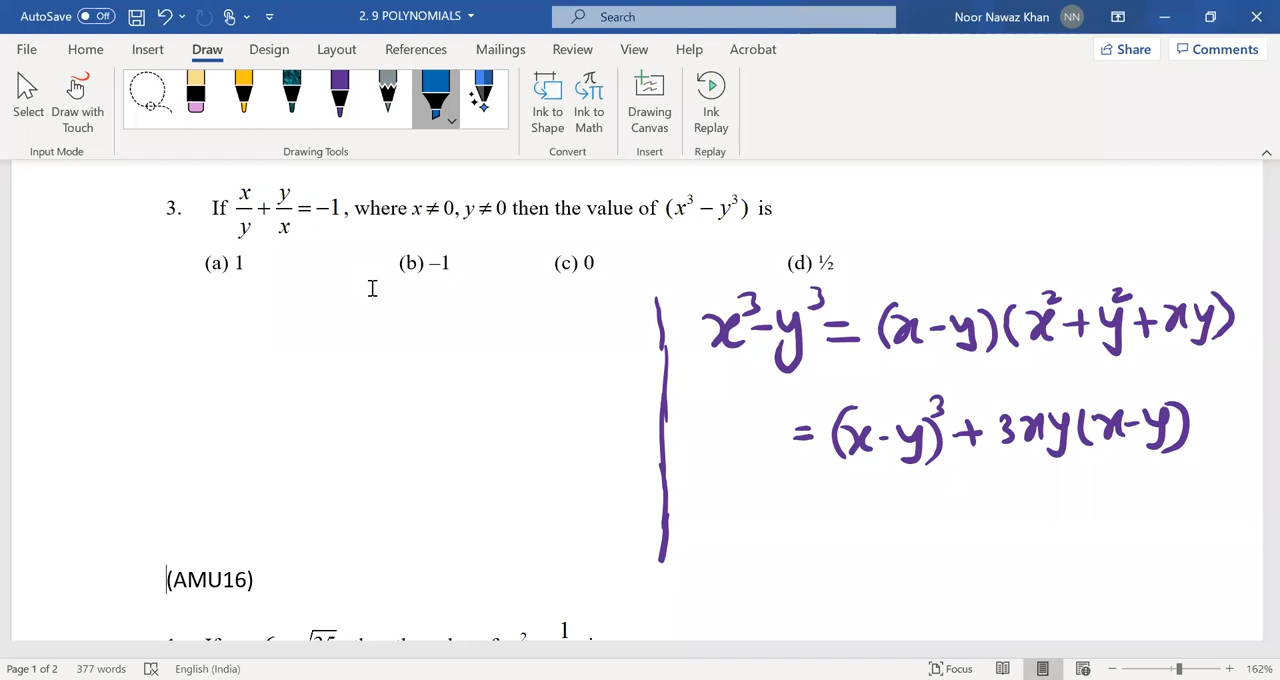 AutoSave Off 2. 9 POLYNOMIALS Search Noor Nawaz Khan NN
File Home Insert Draw Design Layout References Mailings Review View Help Acrobat Share Comments
Select Draw with Touch Ink to Shape Ink to Math Drawing Canvas Ink Replay
Input Mode Drawing Tools Convert Insert Replay
3. If x/y + y/x = −1, where x ≠ 0, y ≠ 0 then the value of (x³ − y³) is
(a) 1 (b) –1 (c) 0 (d) ½
x³ - y³ = (x - y)(x² + y² + xy)
= (x - y)³ + 3xy(x - y)
(AMU16)
Page 1 of 2 377 words English (India) Focus 162%